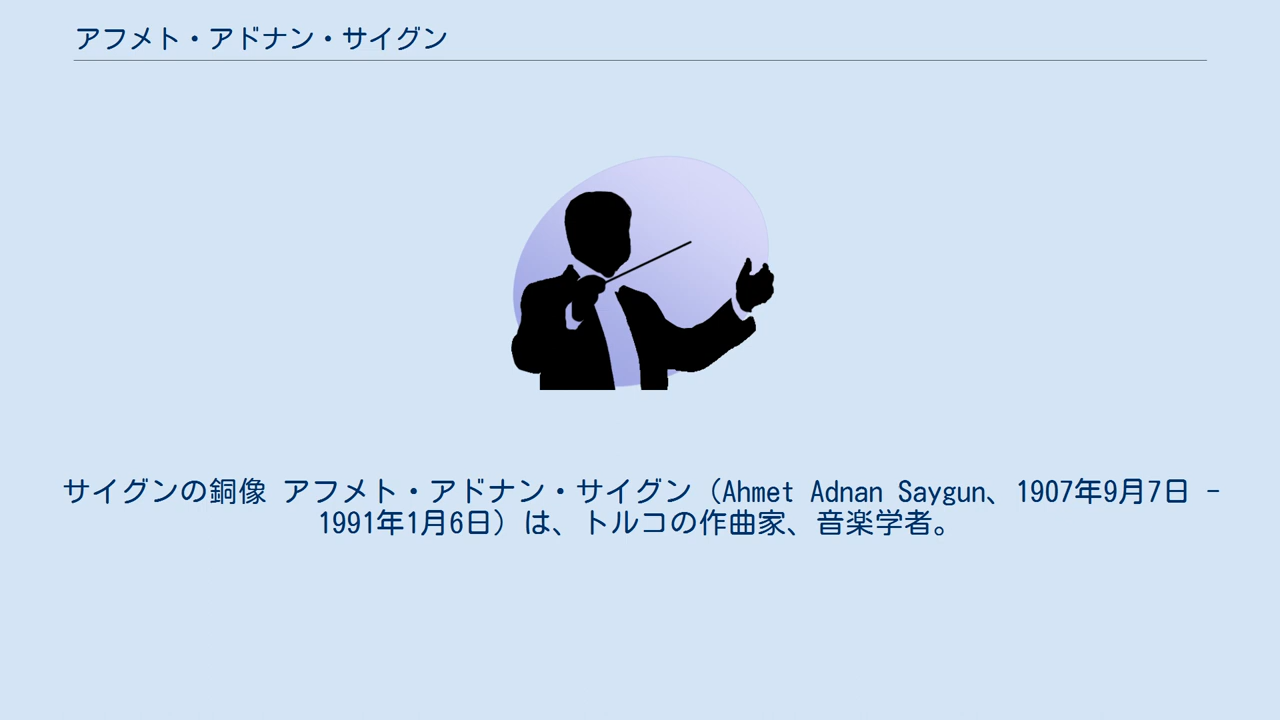 アフメト・アドナン・サイグン
サイグンの銅像 アフメト・アドナン・サイグン（Ahmet Adnan Saygun、1907年9月7日 -
1991年1月6日）は、トルコの作曲家、音楽学者。